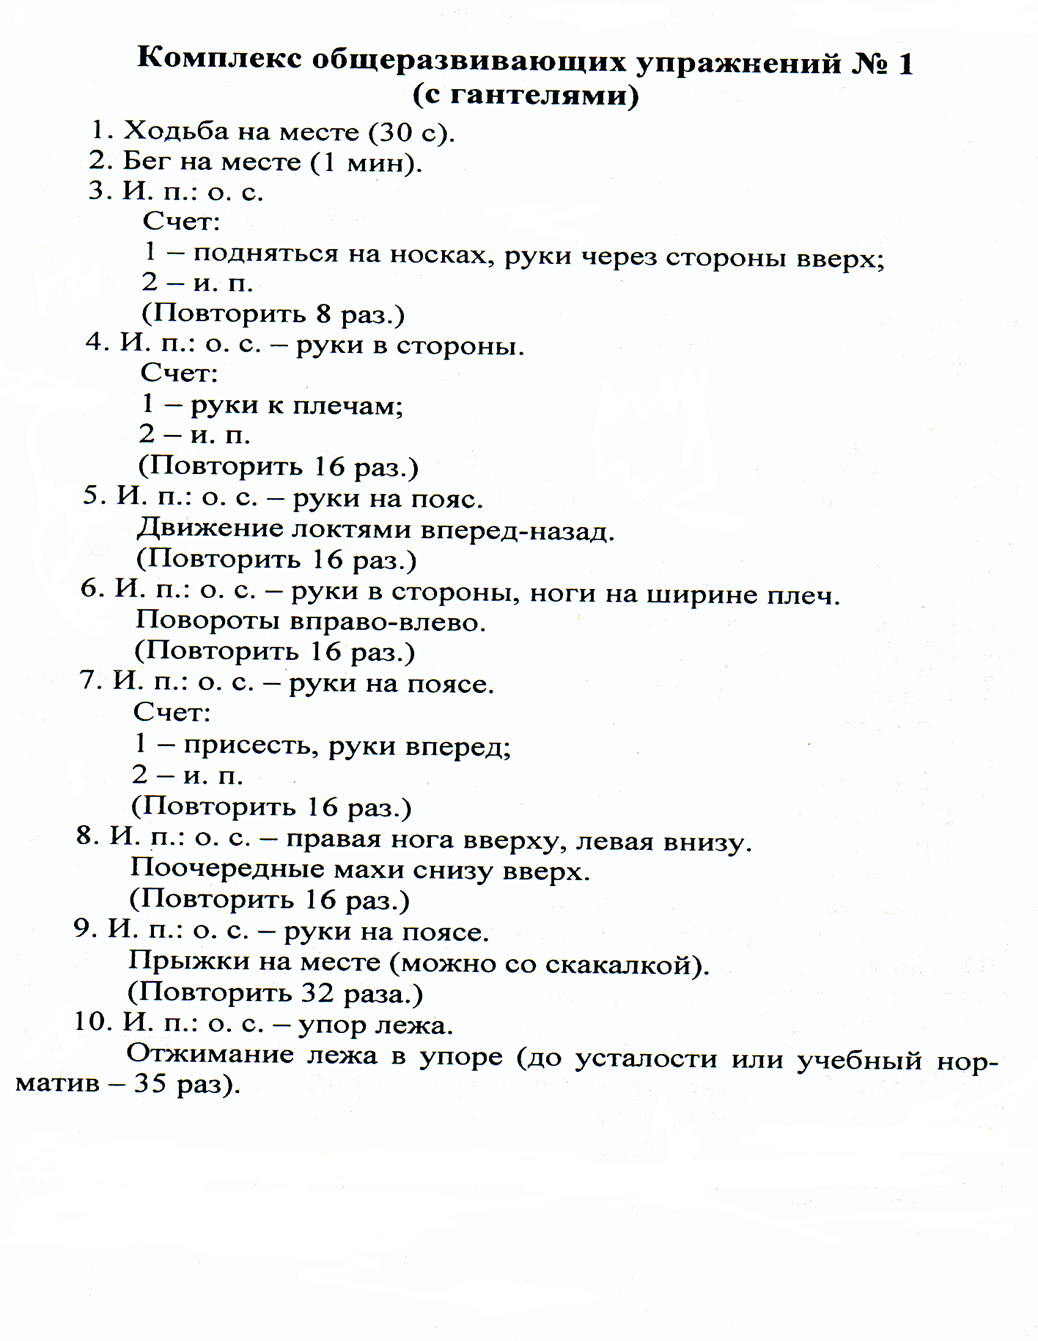 Комплекс общеразвивающих упражнений № 1
(с гантелями)
1. Ходьба на месте (30 с).
2. Бег на месте (1 мин).
3. И. п.: о. с.
Счет:
1 – подняться на носках, руки через стороны вверх;
2 – и. п.
(Повторить 8 раз.)
4. И. п.: о. с. – руки в стороны.
Счет:
1 – руки к плечам;
2 – и. п.
(Повторить 16 раз.)
5. И. п.: о. с. – руки на пояс.
Движение локтями вперед-назад.
(Повторить 16 раз.)
6. И. п.: о. с. – руки в стороны, ноги на ширине плеч.
Повороты вправо-влево.
(Повторить 16 раз.)
7. И. п.: о. с. – руки на поясе.
Счет:
1 – присесть, руки вперед;
2 – и. п.
(Повторить 16 раз.)
8. И. п.: о. с. – правая нога вверху, левая внизу.
Поочередные махи снизу вверх.
(Повторить 16 раз.)
9. И. п.: о. с. – руки на поясе.
Прыжки на месте (можно со скакалкой).
(Повторить 32 раза.)
10. И. п.: о. с. – упор лежа.
Отжимание лежа в упоре (до усталости или учебный нор-
матив – 35 раз).